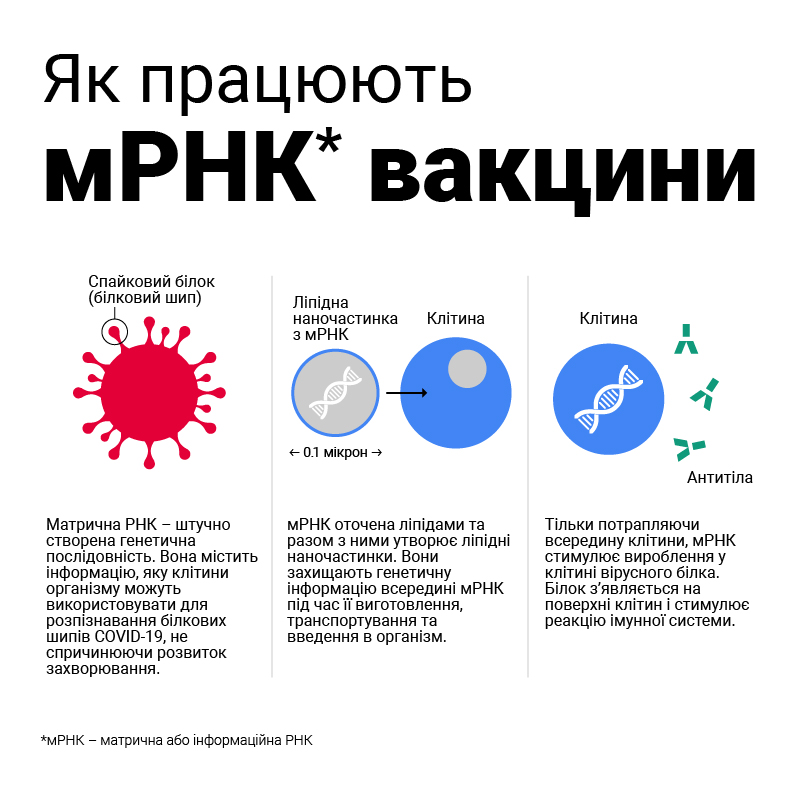 Як працюють
мРНК* вакцини
Спайковий білок
(білковий шип)
Ліпідна
наночастинка
з мРНК
Клітина
← 0.1 мікрон →
Клітина
Антитіла
Матрична РНК – штучно
створена генетична
послідовність. Вона містить
інформацію, яку клітини
організму можуть
використовувати для
розпізнавання білкових
шипів COVID-19, не
спричинюючи розвиток
захворювання.
мРНК оточена ліпідами та
разом з ними утворює ліпідні
наночастинки. Вони
захищають генетичну
інформацію всередині мРНК
під час її виготовлення,
транспортування та
введення в організм.
Тільки потрапляючи
всередину клітини, мРНК
стимулює вироблення у
клітині вірусного білка.
Білок з’являється на
поверхні клітин і стимулює
реакцію імунної системи.
*мРНК – матрична або інформаційна РНК